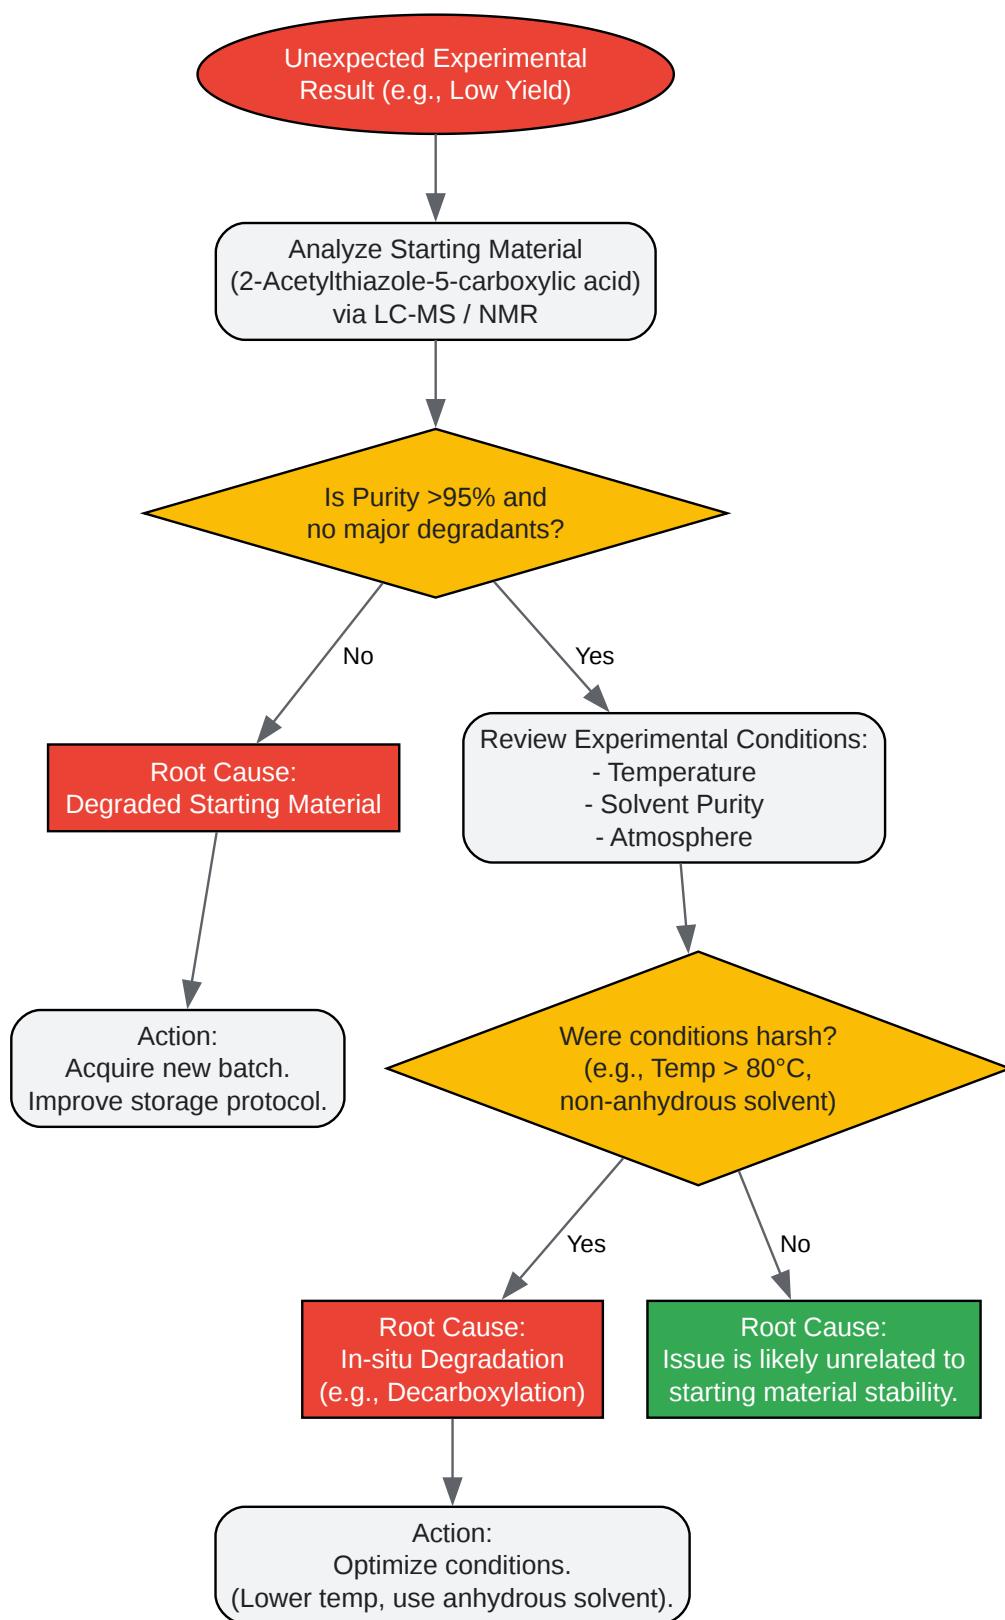 Unexpected Experimental
Result (e.g., Low Yield)
Analyze Starting Material
(2-Acetylthiazole-5-carboxylic acid)
via LC-MS / NMR
Is Purity >95% and
no major degradants?
No
Yes
Root Cause:
Degraded Starting Material
Review Experimental Conditions:
- Temperature
- Solvent Purity
- Atmosphere
Action:
Acquire new batch.
Improve storage protocol.
Were conditions harsh?
(e.g., Temp > 80°C,
non-anhydrous solvent)
Yes
No
Root Cause:
In-situ Degradation
(e.g., Decarboxylation)
Root Cause:
Issue is likely unrelated to
starting material stability.
Action:
Optimize conditions.
(Lower temp, use anhydrous solvent).